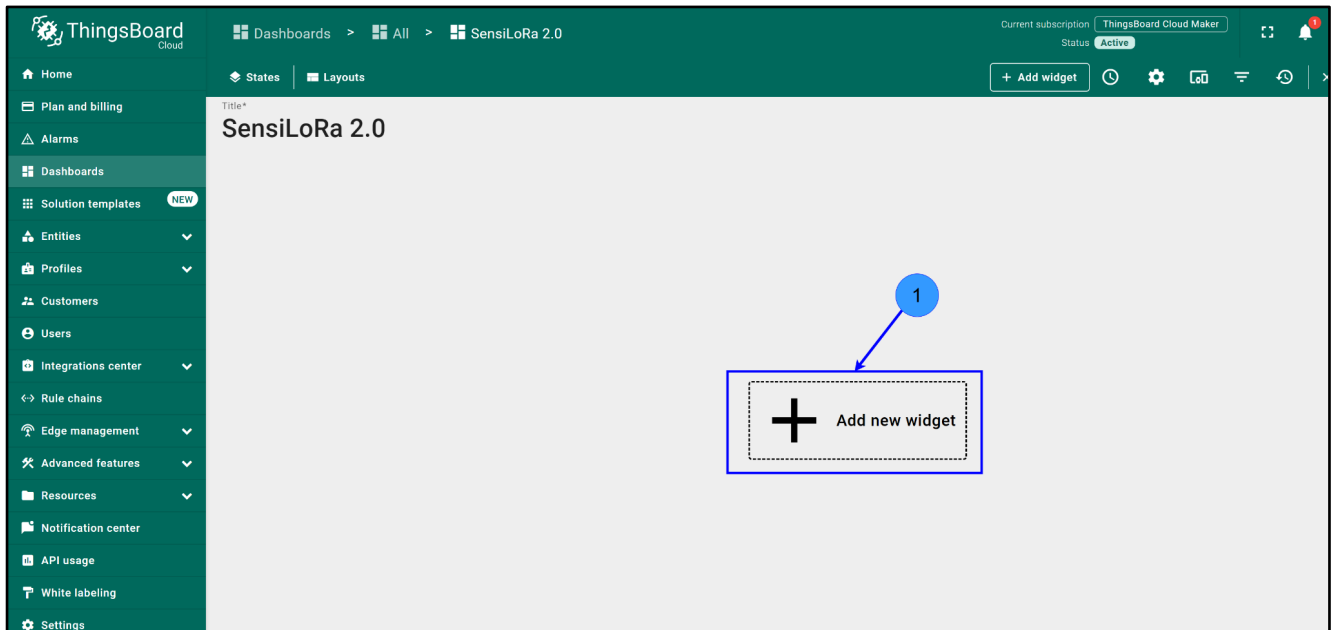 ThingsBoard
Cloud
Dashboards > All > SensiLoRa 2.0
Current subscription ThingsBoard Cloud Maker
Status Active
1
Home
Plan and billing
Alarms
Dashboards
Solution templates NEW
Entities
Profiles
Customers
Users
Integrations center
Rule chains
Edge management
Advanced features
Resources
Notification center
API usage
White labeling
Settings
States Layouts
+ Add widget
Title*
SensiLoRa 2.0
1
Add new widget